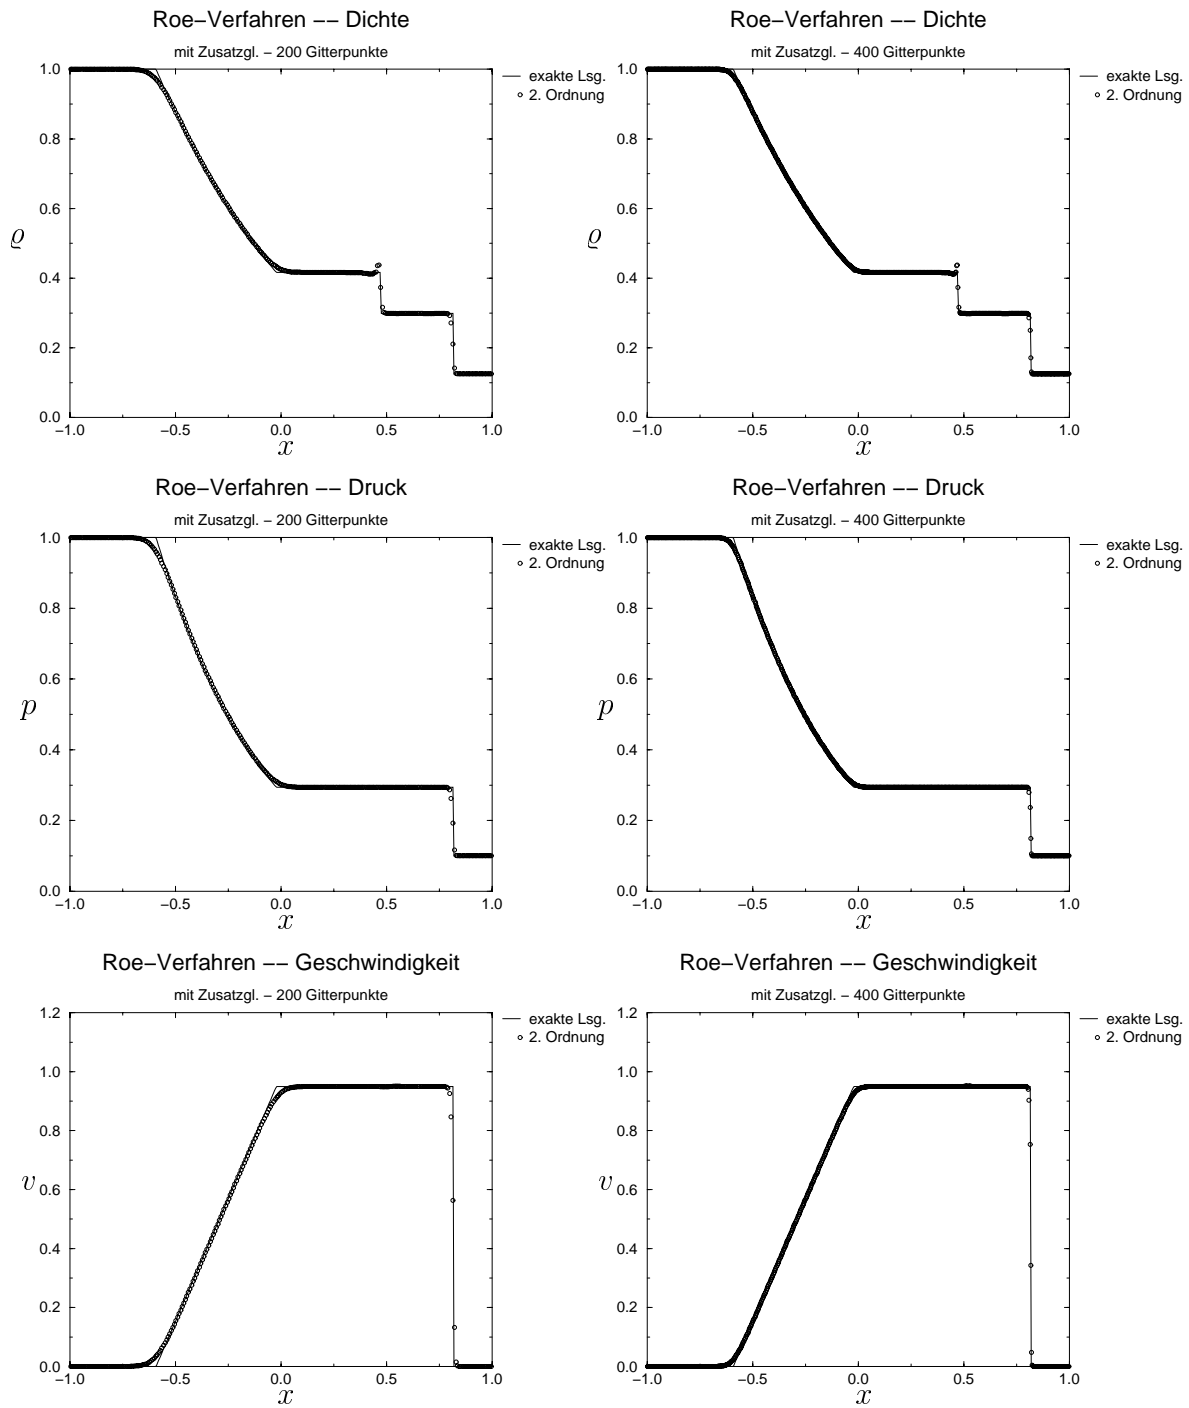 Roe−Verfahren −− Dichte
mit Zusatzgl. − 200 Gitterpunkte
exakte Lsg.
2. Ordnung
1.0
0.8
0.6
0.4
0.2
0.0
ϱ
−1.0 −0.5 0.0 0.5 1.0
x
Roe−Verfahren −− Dichte
mit Zusatzgl. − 400 Gitterpunkte
exakte Lsg.
2. Ordnung
1.0
0.8
0.6
0.4
0.2
0.0
ϱ
−1.0 −0.5 0.0 0.5 1.0
x
Roe−Verfahren −− Druck
mit Zusatzgl. − 200 Gitterpunkte
exakte Lsg.
2. Ordnung
1.0
0.8
0.6
0.4
0.2
0.0
p
−1.0 −0.5 0.0 0.5 1.0
x
Roe−Verfahren −− Druck
mit Zusatzgl. − 400 Gitterpunkte
exakte Lsg.
2. Ordnung
1.0
0.8
0.6
0.4
0.2
0.0
p
−1.0 −0.5 0.0 0.5 1.0
x
Roe−Verfahren −− Geschwindigkeit
mit Zusatzgl. − 200 Gitterpunkte
exakte Lsg.
2. Ordnung
1.2
1.0
0.8
0.6
0.4
0.2
0.0
v
−1.0 −0.5 0.0 0.5 1.0
x
Roe−Verfahren −− Geschwindigkeit
mit Zusatzgl. − 400 Gitterpunkte
exakte Lsg.
2. Ordnung
1.2
1.0
0.8
0.6
0.4
0.2
0.0
v
−1.0 −0.5 0.0 0.5 1.0
x